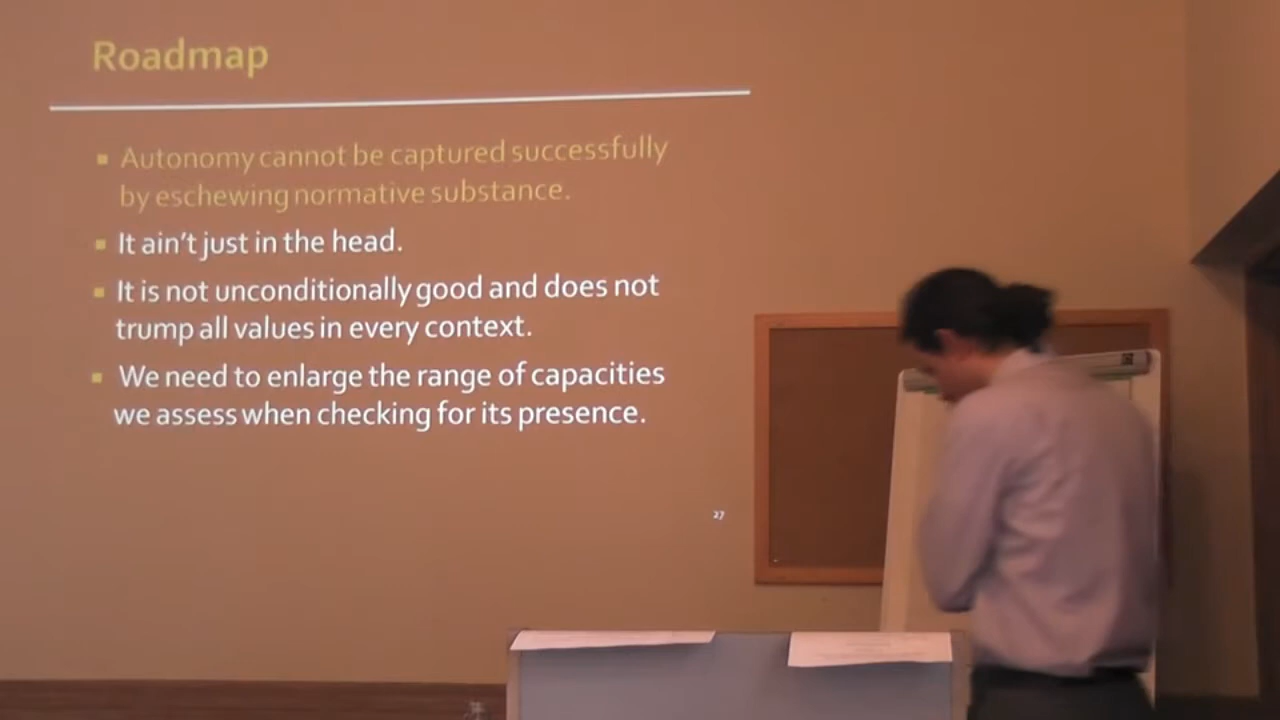 Roadmap
▪ Autonomy cannot be captured successfully
by eschewing normative substance.
▪ It ain't just in the head.
▪ It is not unconditionally good and does not
trump all values in every context.
▪ We need to enlarge the range of capacities
we assess when checking for its presence.
27